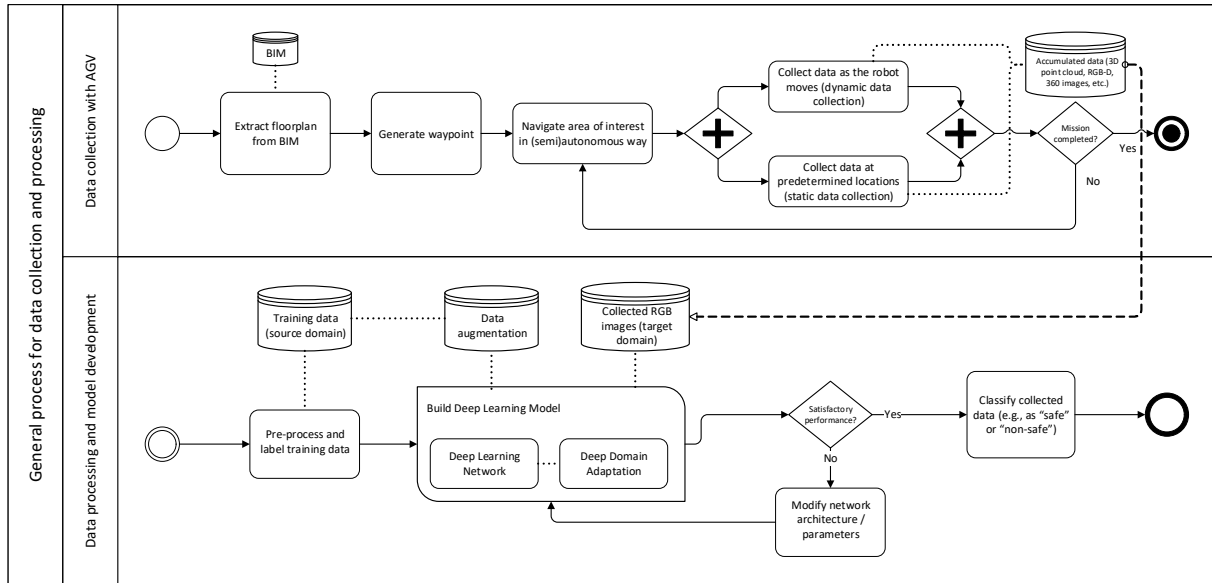 General process for data collection and processing
Data collection with AGV
BIM
Extract floorplan
from BIM
Generate waypoint
Navigate area of interest
in (semi)autonomous way
Collect data as the robot
moves (dynamic data
collection)
Collect data at
predetermined locations
(static data collection)
Accumulated data (3D
point cloud, RGB-D,
360 images, etc.)
Mission
completed?
Yes
No
Data processing and model development
Training data
(source domain)
Data
augmentation
Collected RGB
images (target
domain)
Pre-process and
label training data
Build Deep Learning Model
Deep Learning
Network
Deep Domain
Adaptation
Satisfactory
performance?
Yes
No
Modify network
architecture /
parameters
Classify collected
data (e.g., as “safe”
or “non-safe”)